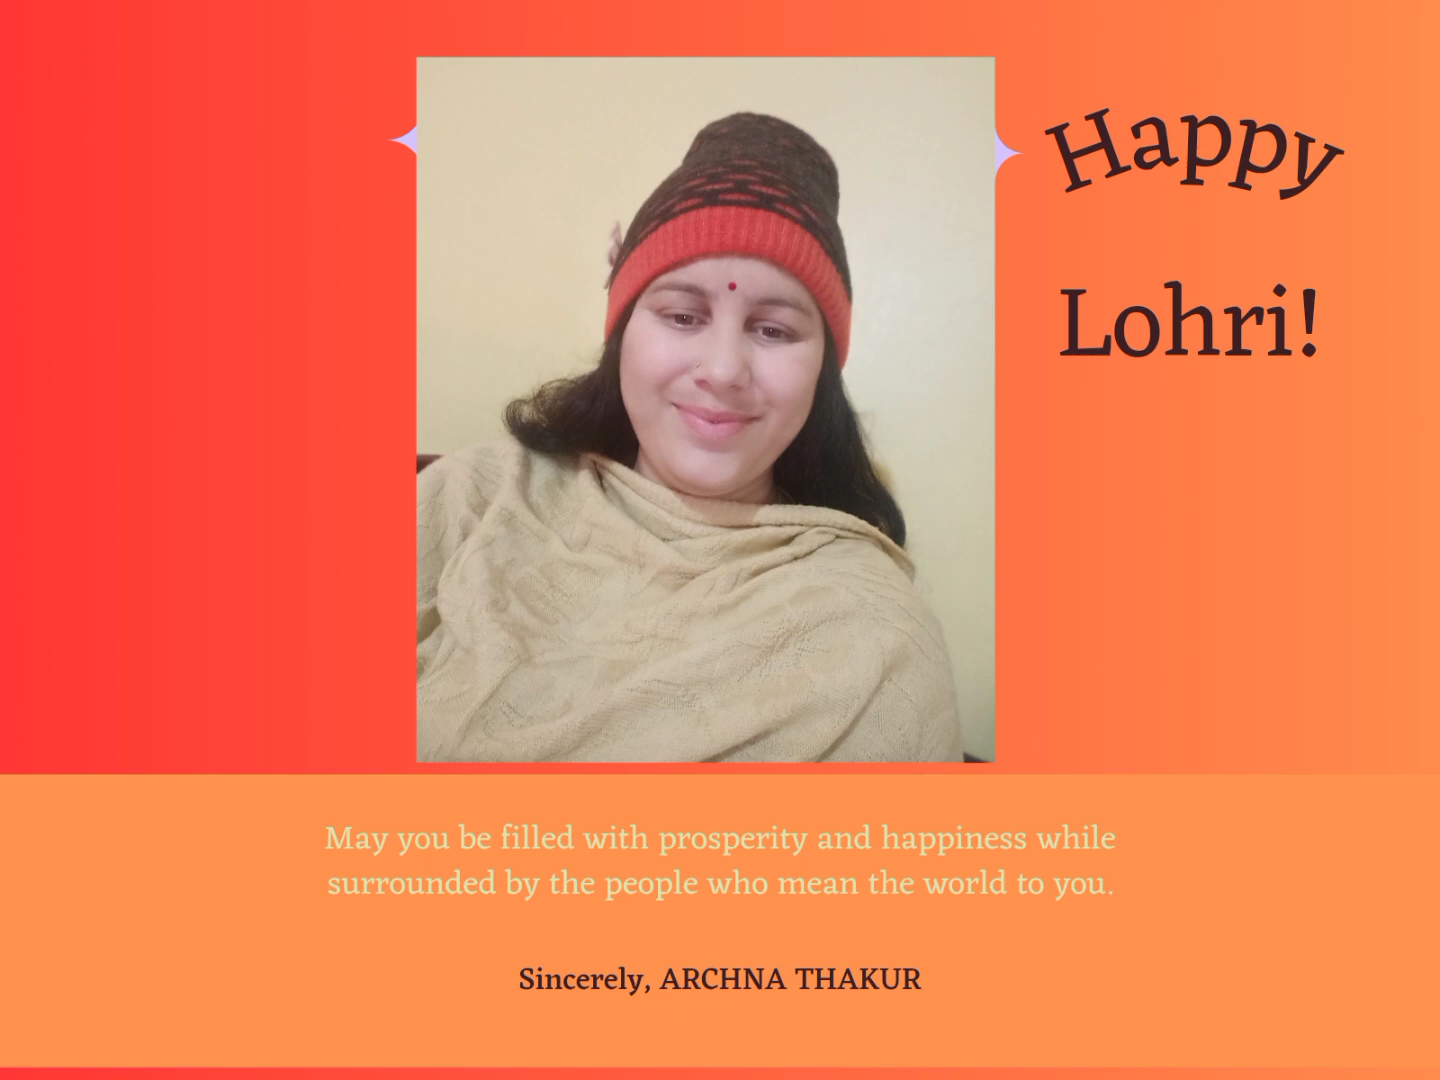 Happy
Lohri!
May you be filled with prosperity and happiness while
surrounded by the people who mean the world to you.
Sincerely, ARCHNA THAKUR